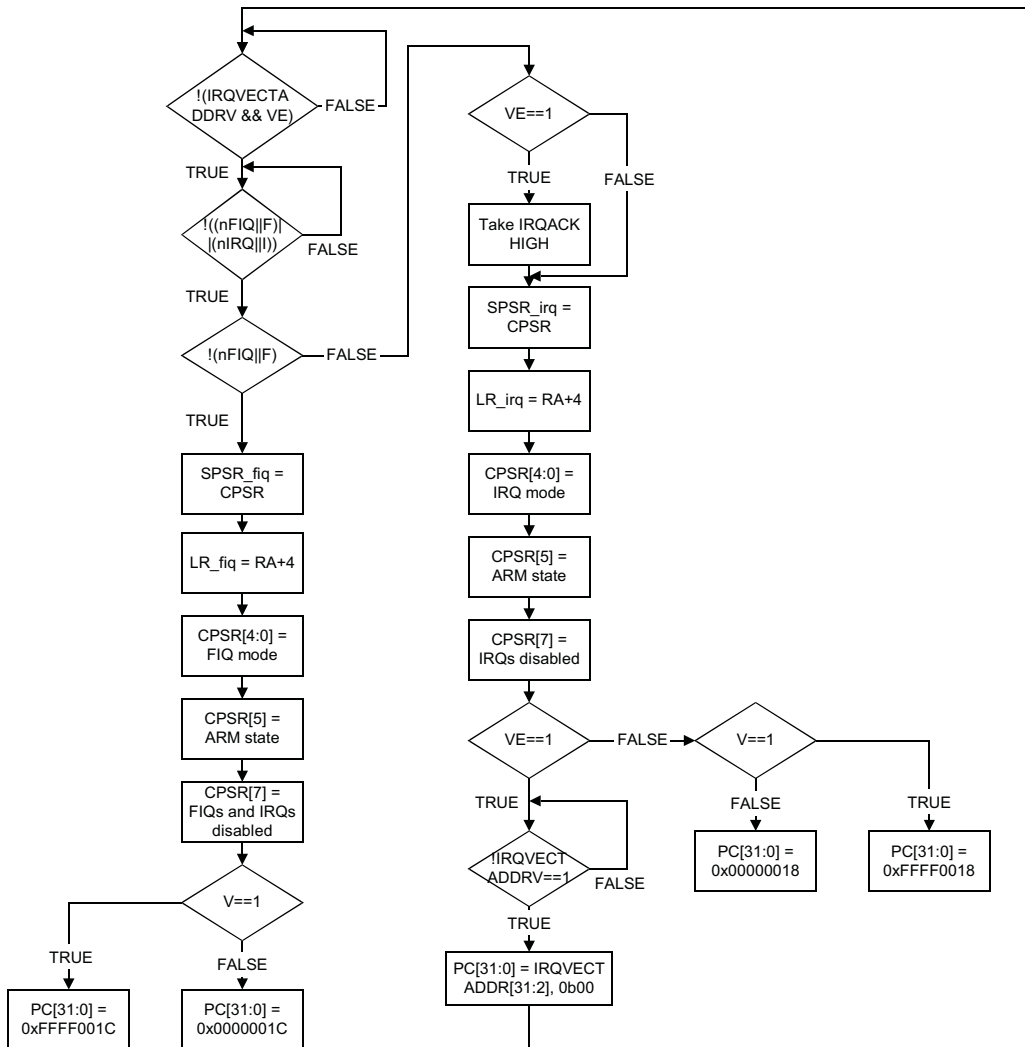 !(IRQVECTA
DDRV && VE)
FALSE
TRUE
!((nFIQ||F)|
|(nIRQ||I))
FALSE
TRUE
!(nFIQ||F)
FALSE
TRUE
SPSR_fiq =
CPSR
LR_fiq = RA+4
CPSR[4:0] =
FIQ mode
CPSR[5] =
ARM state
CPSR[7] =
FIQs and IRQs
disabled
V==1
TRUE
FALSE
PC[31:0] =
0xFFFF001C
PC[31:0] =
0x0000001C
VE==1
TRUE
FALSE
Take IRQACK
HIGH
SPSR_irq =
CPSR
LR_irq = RA+4
CPSR[4:0] =
IRQ mode
CPSR[5] =
ARM state
CPSR[7] =
IRQs disabled
VE==1
FALSE
TRUE
!IRQVECT
ADDRV==1
FALSE
TRUE
PC[31:0] = IRQVECT
ADDR[31:2], 0b00
V==1
FALSE
TRUE
PC[31:0] =
0x00000018
PC[31:0] =
0xFFFF0018